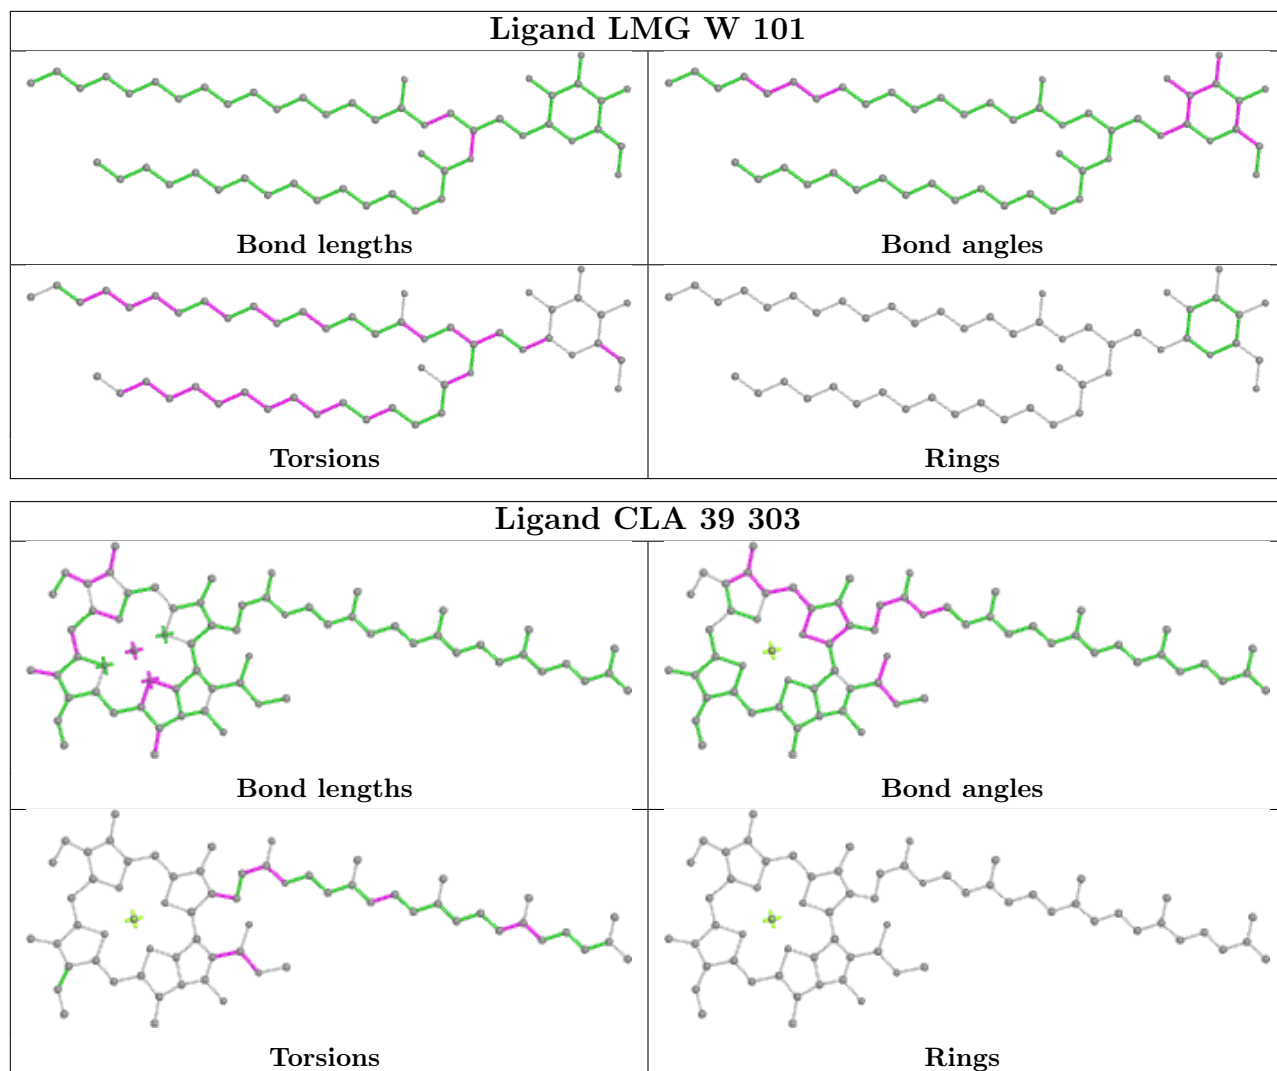 Ligand LMG W 101
Bond lengths
Bond angles
Torsions
Rings
Ligand CLA 39 303
Bond lengths
Bond angles
Torsions
Rings